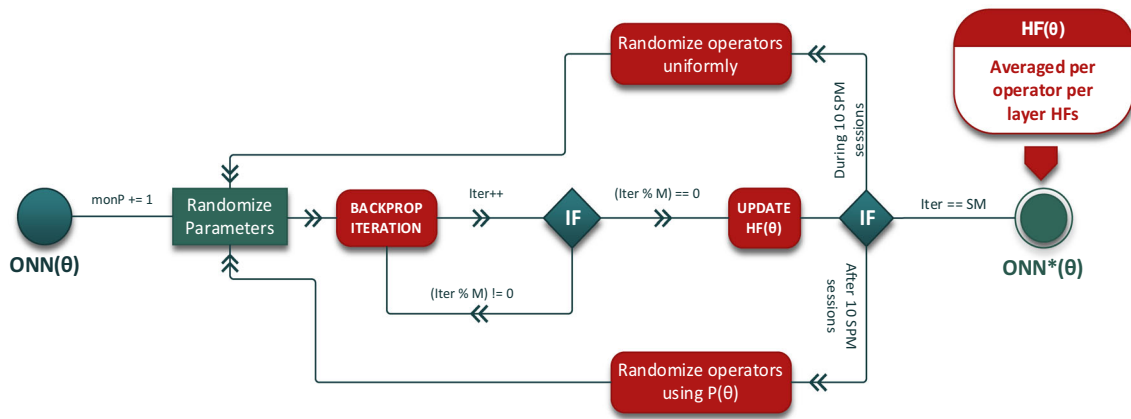 Randomize operators
uniformly
HF(θ)
Averaged per
operator per
layer HFs
During 10 SPM
sessions
monP += 1
Randomize
Parameters
BACKPROP
ITERATION
Iter++
IF
(Iter % M) == 0
UPDATE
HF(θ)
IF
Iter == SM
ONN(θ)
ONN*(θ)
(Iter % M) != 0
After 10 SPM
sessions
Randomize operators
using P(θ)